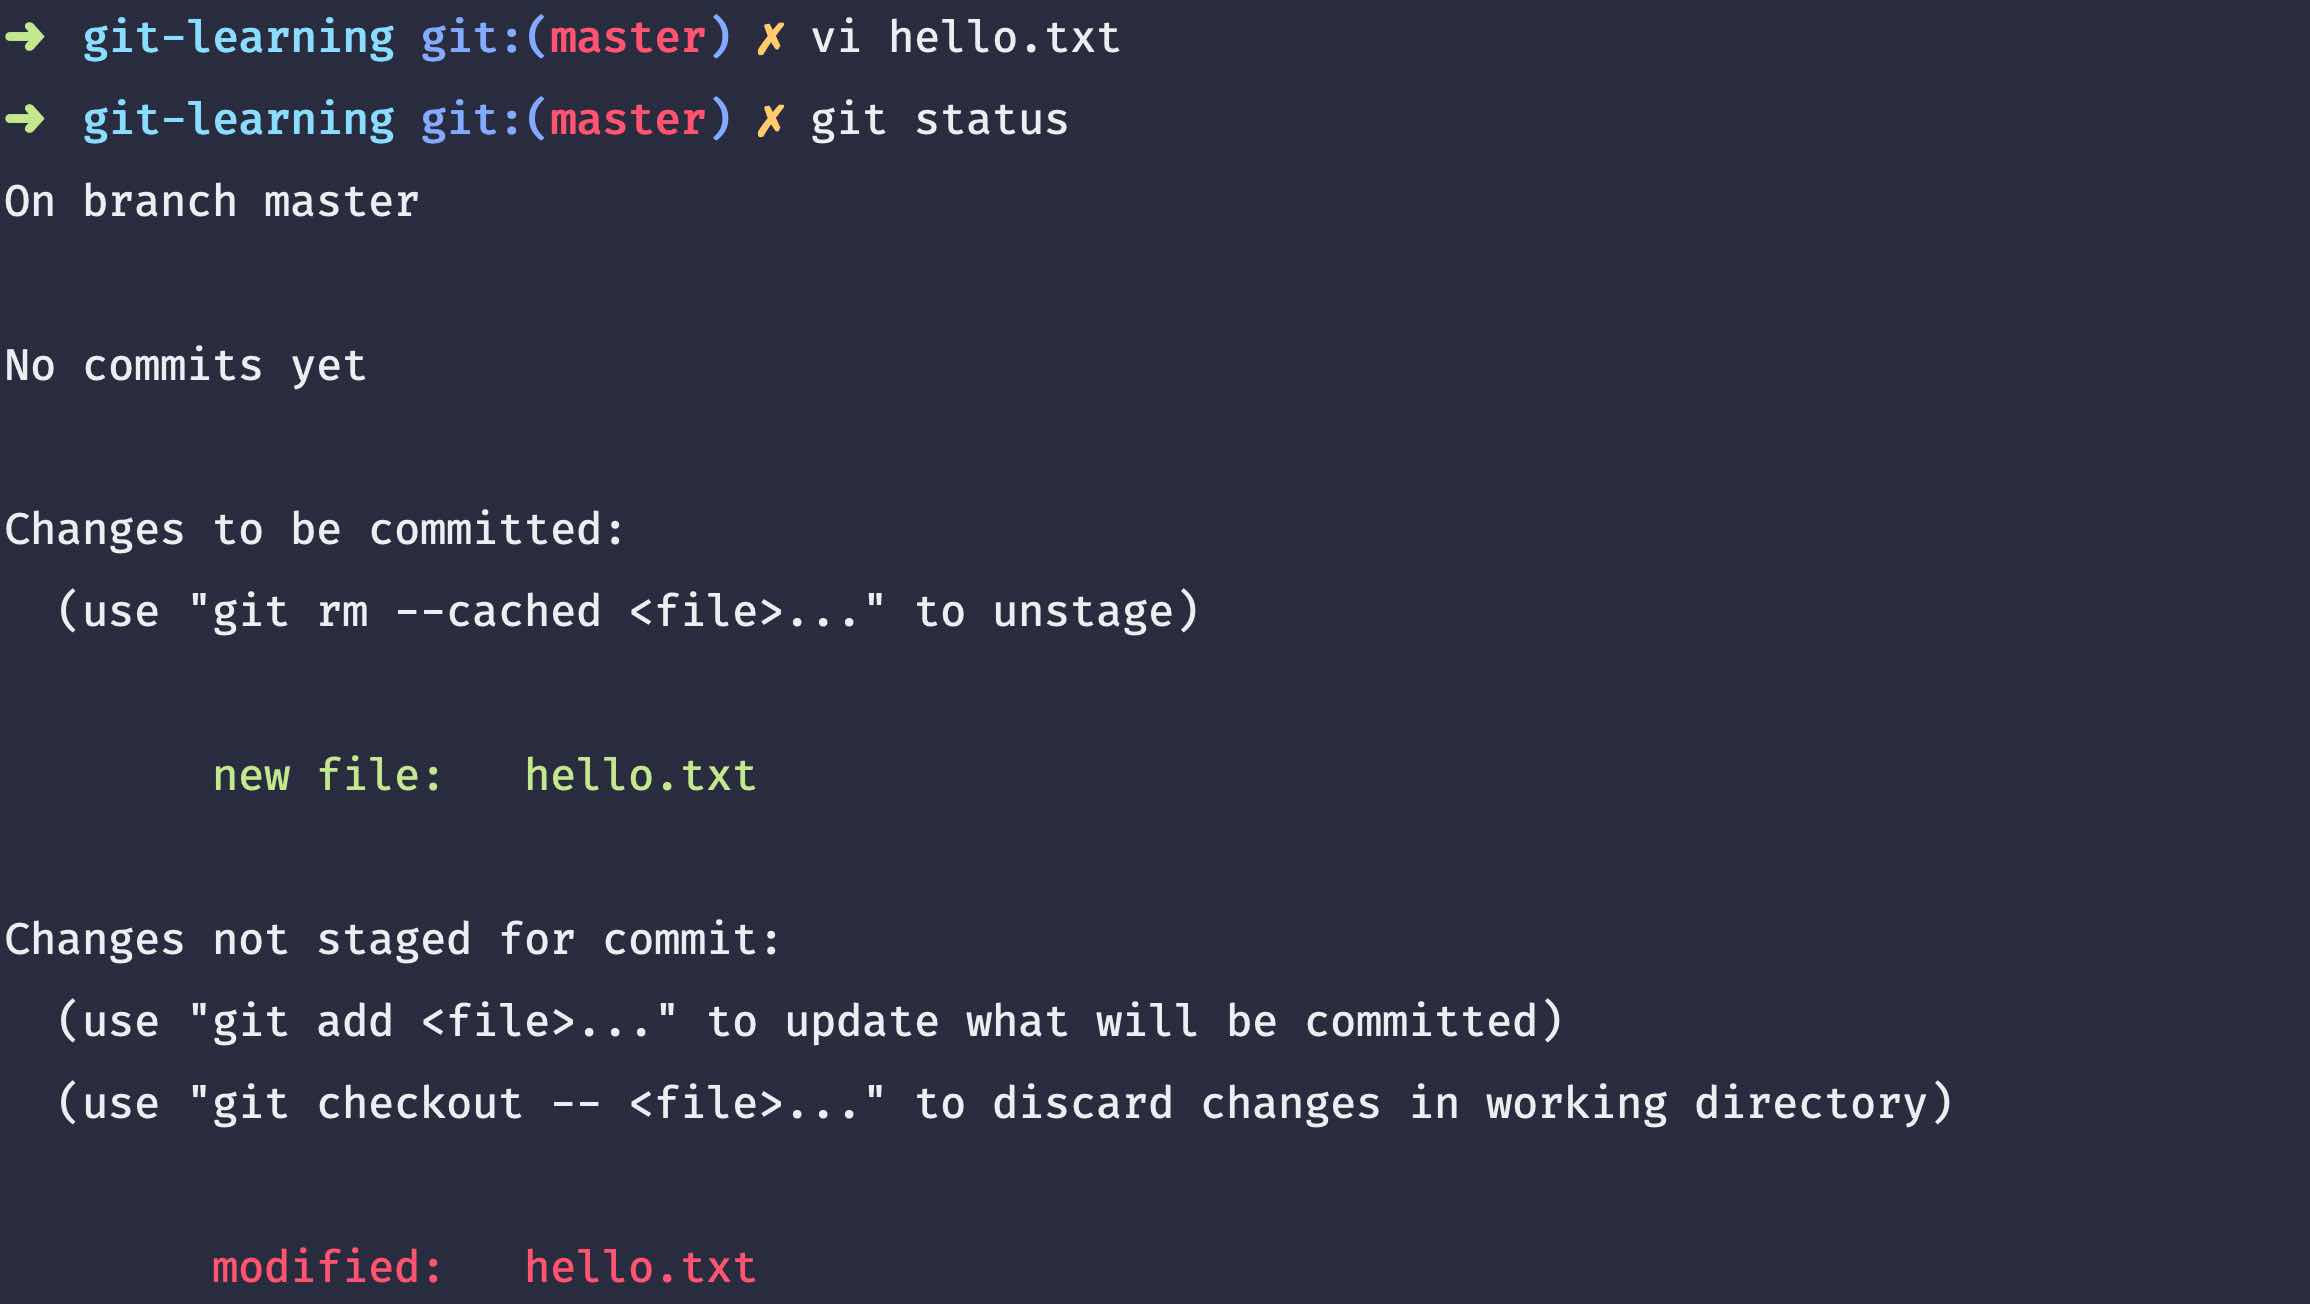 ➜ git-learning git:(master) ✗ vi hello.txt
➜ git-learning git:(master) ✗ git status
On branch master
No commits yet
Changes to be committed:
(use "git rm --cached <file>..." to unstage)
new file: hello.txt
Changes not staged for commit:
(use "git add <file>..." to update what will be committed)
(use "git checkout -- <file>..." to discard changes in working directory)
modified: hello.txt